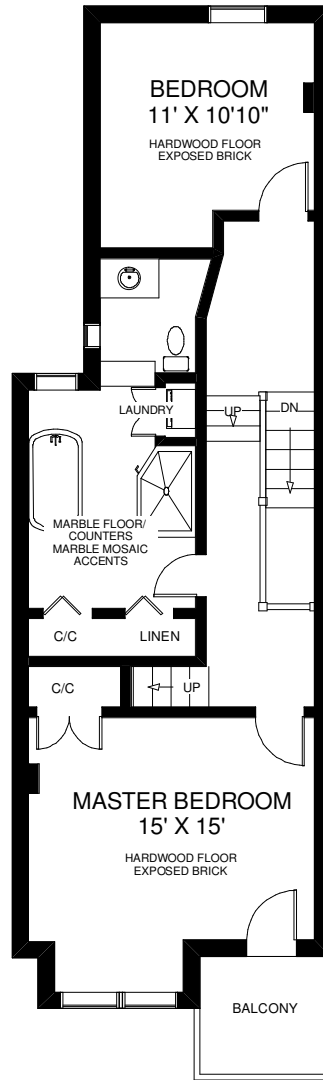 BEDROOM
11' X 10'10"
HARDWOOD FLOOR
EXPOSED BRICK
LAUNDRY
UP
DN
MARBLE FLOOR/
COUNTERS
MARBLE MOSAIC
ACCENTS
C/C
LINEN
C/C
UP
MASTER BEDROOM
15' X 15'
HARDWOOD FLOOR
EXPOSED BRICK
BALCONY